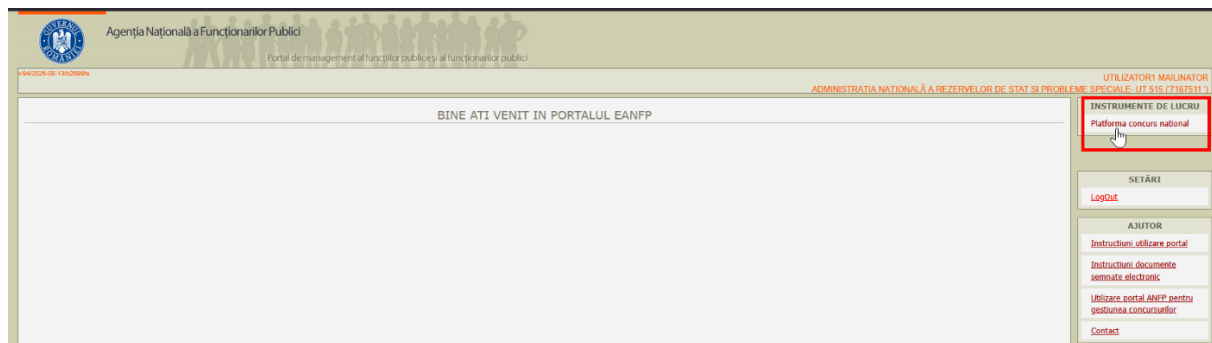 Agenția Națională a Funcționarilor Publici
Portal de management al funcțiilor publice și al funcționarilor publici
UTILIZATOR1 MAILINATOR
ADMINISTRAȚIA NAȚIONALĂ A REZERVELOR DE STAT SI PROBLEME SPECIALE- UT 515 ('7167511 ')
BINE ATI VENIT IN PORTALUL EANFP
INSTRUMENTE DE LUCRU
Platforma concurs national
SETĂRI
LogOut
AJUTOR
Instructiuni utilizare portal
Instrucțiuni documente
semnate electronic
Utilizare portal ANFP pentru
gestiunea concursurilor
Contact